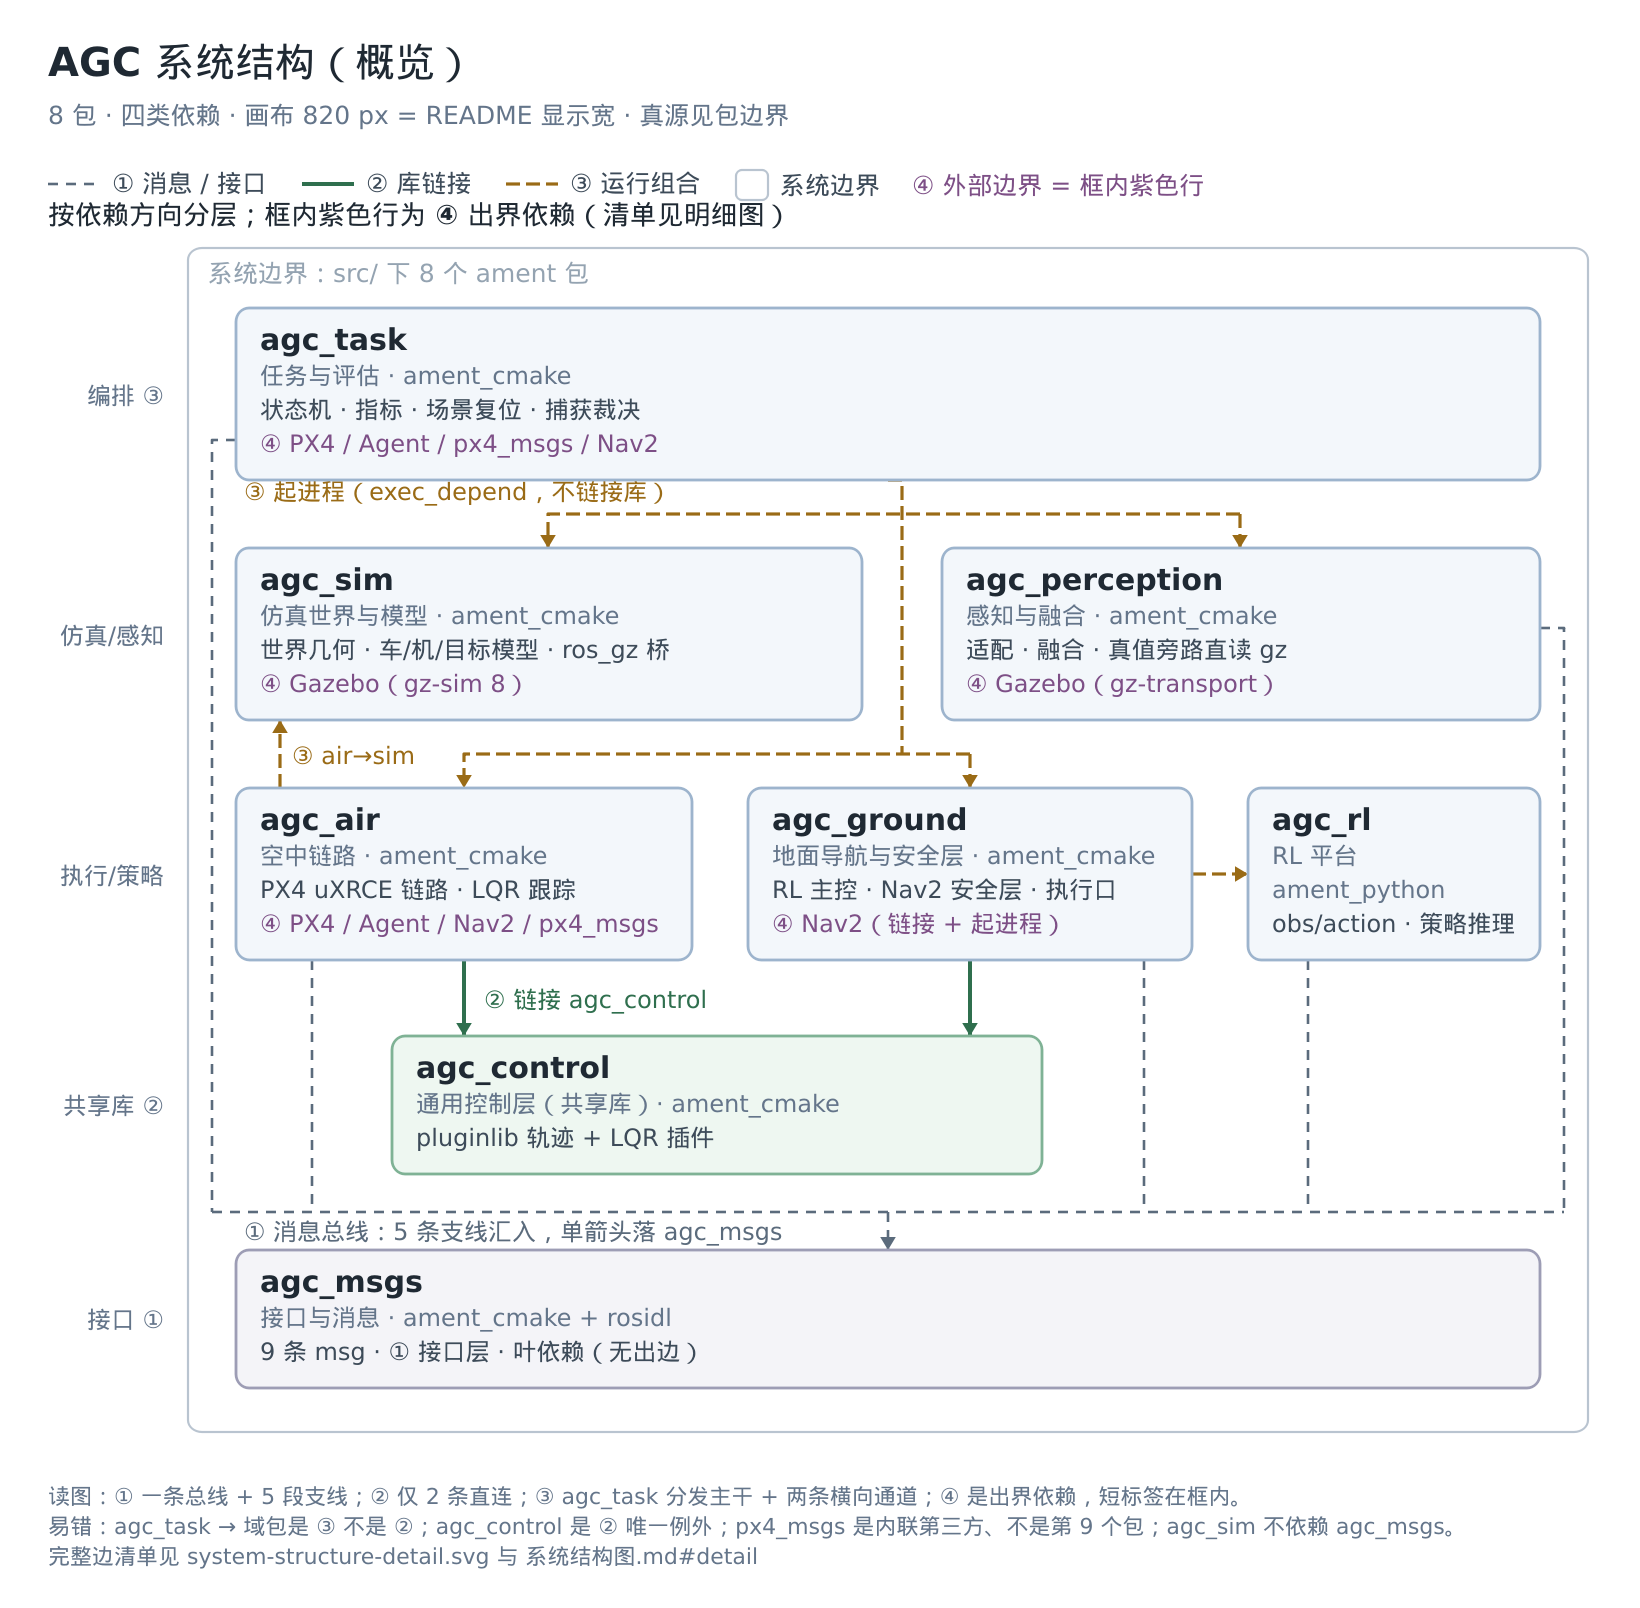 AGC 系统结构（概览）
8 包 · 四类依赖 · 画布 820 px = README 显示宽 · 真源见包边界
① 消息 / 接口 ② 库链接 ③ 运行组合 系统边界 ④ 外部边界 = 框内紫色行
按依赖方向分层；框内紫色行为 ④ 出界依赖（清单见明细图）
系统边界：src/ 下 8 个 ament 包
编排 ③
agc_task
任务与评估 · ament_cmake
状态机 · 指标 · 场景复位 · 捕获裁决
④ PX4 / Agent / px4_msgs / Nav2
③ 起进程（exec_depend，不链接库）
仿真/感知
agc_sim
仿真世界与模型 · ament_cmake
世界几何 · 车/机/目标模型 · ros_gz 桥
④ Gazebo（gz-sim 8）
agc_perception
感知与融合 · ament_cmake
适配 · 融合 · 真值旁路直读 gz
④ Gazebo（gz-transport）
③ air→sim
执行/策略
agc_air
空中链路 · ament_cmake
PX4 uXRCE 链路 · LQR 跟踪
④ PX4 / Agent / Nav2 / px4_msgs
agc_ground
地面导航与安全层 · ament_cmake
RL 主控 · Nav2 安全层 · 执行口
④ Nav2（链接 + 起进程）
agc_rl
RL 平台
ament_python
obs/action · 策略推理
② 链接 agc_control
共享库 ②
agc_control
通用控制层（共享库）· ament_cmake
pluginlib 轨迹 + LQR 插件
① 消息总线：5 条支线汇入，单箭头落 agc_msgs
接口 ①
agc_msgs
接口与消息 · ament_cmake + rosidl
9 条 msg · ① 接口层 · 叶依赖（无出边）
读图：① 一条总线 + 5 段支线；② 仅 2 条直连；③ agc_task 分发主干 + 两条横向通道；④ 是出界依赖，短标签在框内。
易错：agc_task → 域包是 ③ 不是 ②；agc_control 是 ② 唯一例外；px4_msgs 是内联第三方、不是第 9 个包；agc_sim 不依赖 agc_msgs。
完整边清单见 system-structure-detail.svg 与 系统结构图.md#detail